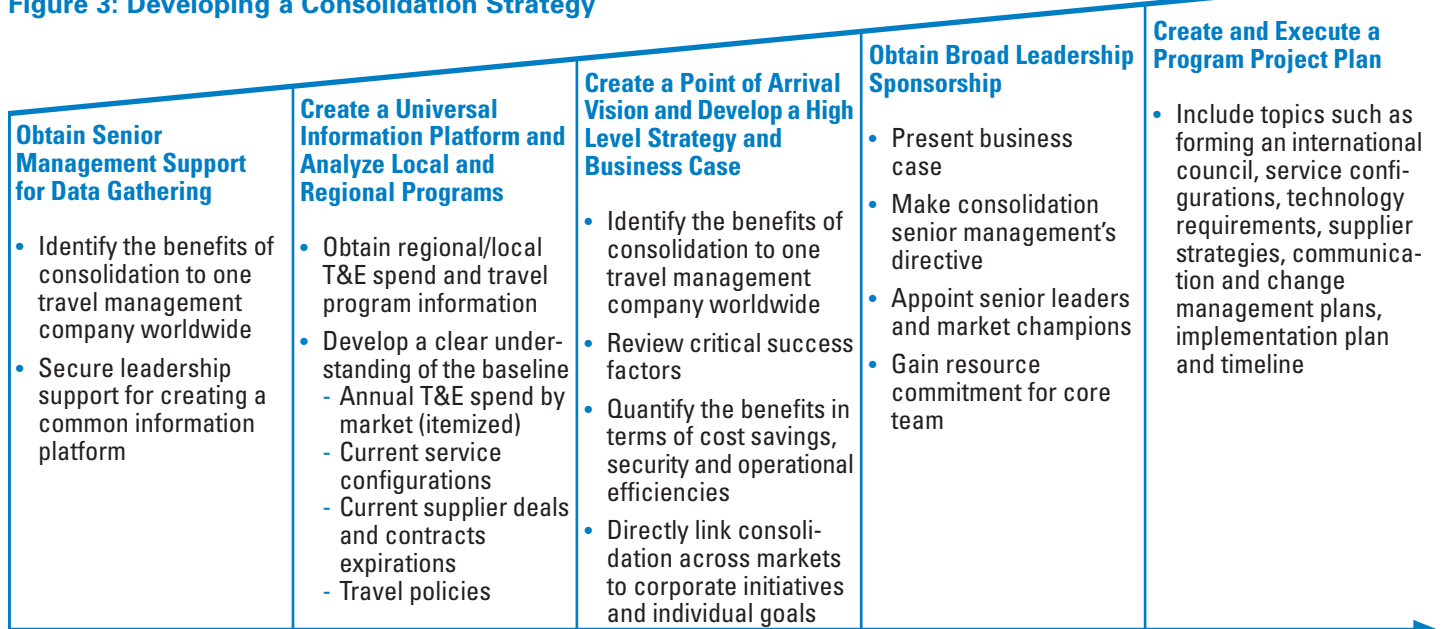 Figure 3: Developing a Consolidation Strategy
Obtain Senior
Management Support
for Data Gathering
• Identify the benefits of
consolidation to one
travel management
company worldwide
• Secure leadership
support for creating a
common information
platform
Create a Universal
Information Platform and
Analyze Local and
Regional Programs
• Obtain regional/local
T&E spend and travel
program information
• Develop a clear under-
standing of the baseline
- Annual T&E spend by
market (itemized)
- Current service
configurations
- Current supplier deals
and contracts
expirations
- Travel policies
Create a Point of Arrival
Vision and Develop a High
Level Strategy and
Business Case
• Identify the benefits of
consolidation to one
travel management
company worldwide
• Review critical success
factors
• Quantify the benefits in
terms of cost savings,
security and operational
efficiencies
• Directly link consoli-
dation across markets
to corporate initiatives
and individual goals
Obtain Broad Leadership
Sponsorship
• Present business
case
• Make consolidation
senior management's
directive
• Appoint senior leaders
and market champions
• Gain resource
commitment for core
team
Create and Execute a
Program Project Plan
• Include topics such as
forming an international
council, service confi-
gurations, technology
requirements, supplier
strategies, communica-
tion and change
management plans,
implementation plan
and timeline